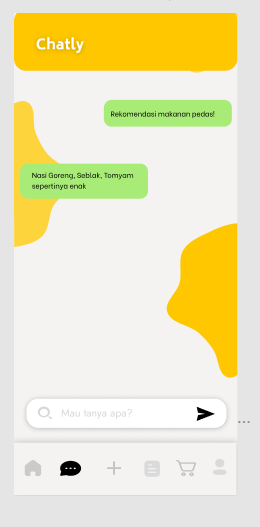 Chatly
Rekomendasi makanan pedas!
Nasi Goreng, Seblak, Tomyam
sepertinya enak
Mau tanya apa?
...